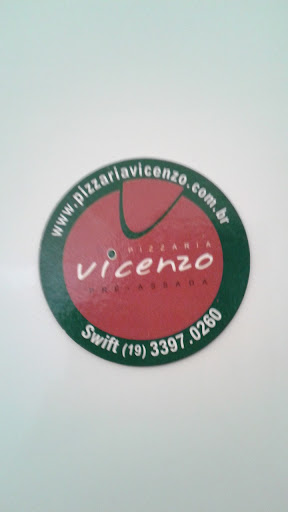 www.pizzariavicenzo.com.br
PIZZARIA
vicenzo
PRÉ-ASSADA
Swift (19) 3397.0260